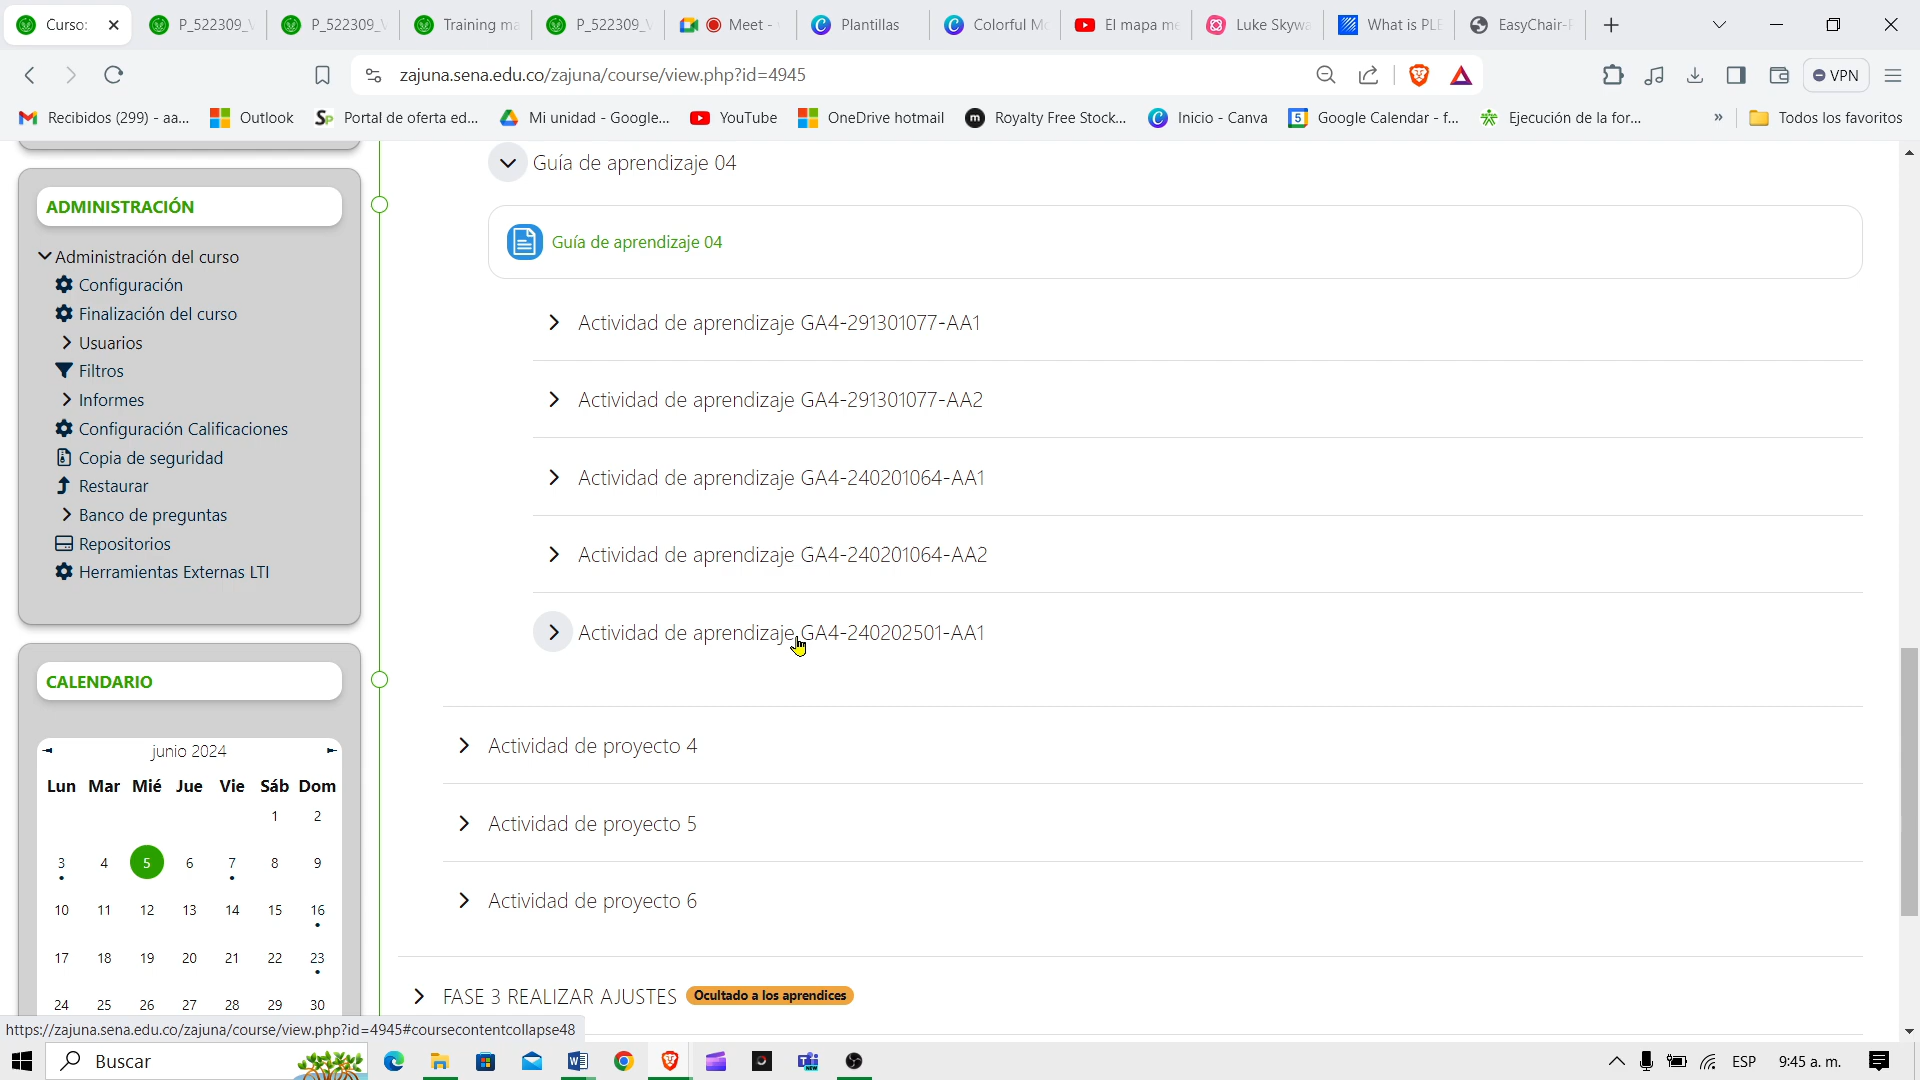 Curso:
P_522309_
P_522309_
Training ma
P_522309_
Meet -
Plantillas
Colorful Mo
El mapa me
Luke Skywa
What is PLE
EasyChair-P
zajuna.sena.edu.co/zajuna/course/view.php?id=4945
VPN
Recibidos (299) - aa...
Outlook
Sp Portal de oferta ed...
Mi unidad - Google...
YouTube
OneDrive hotmail
Royalty Free Stock...
Inicio - Canva
Google Calendar - f...
Ejecución de la for...
»
Todos los favoritos
ADMINISTRACIÓN
Administración del curso
Configuración
Finalización del curso
Usuarios
Filtros
Informes
Configuración Calificaciones
Copia de seguridad
Restaurar
Banco de preguntas
Repositorios
Herramientas Externas LTI
CALENDARIO
junio 2024
Lun Mar Mié Jue Vie Sáb Dom
1 2
3 4 5 6 7 8 9
10 11 12 13 14 15 16
17 18 19 20 21 22 23
24 25 26 27 28 29 30
Guía de aprendizaje 04
Guía de aprendizaje 04
Actividad de aprendizaje GA4-291301077-AA1
Actividad de aprendizaje GA4-291301077-AA2
Actividad de aprendizaje GA4-240201064-AA1
Actividad de aprendizaje GA4-240201064-AA2
Actividad de aprendizaje GA4-240202501-AA1
Actividad de proyecto 4
Actividad de proyecto 5
Actividad de proyecto 6
FASE 3 REALIZAR AJUSTES Ocultado a los aprendices
https://zajuna.sena.edu.co/zajuna/course/view.php?id=4945#coursecontentcollapse48
Buscar
ESP
9:45 a. m.